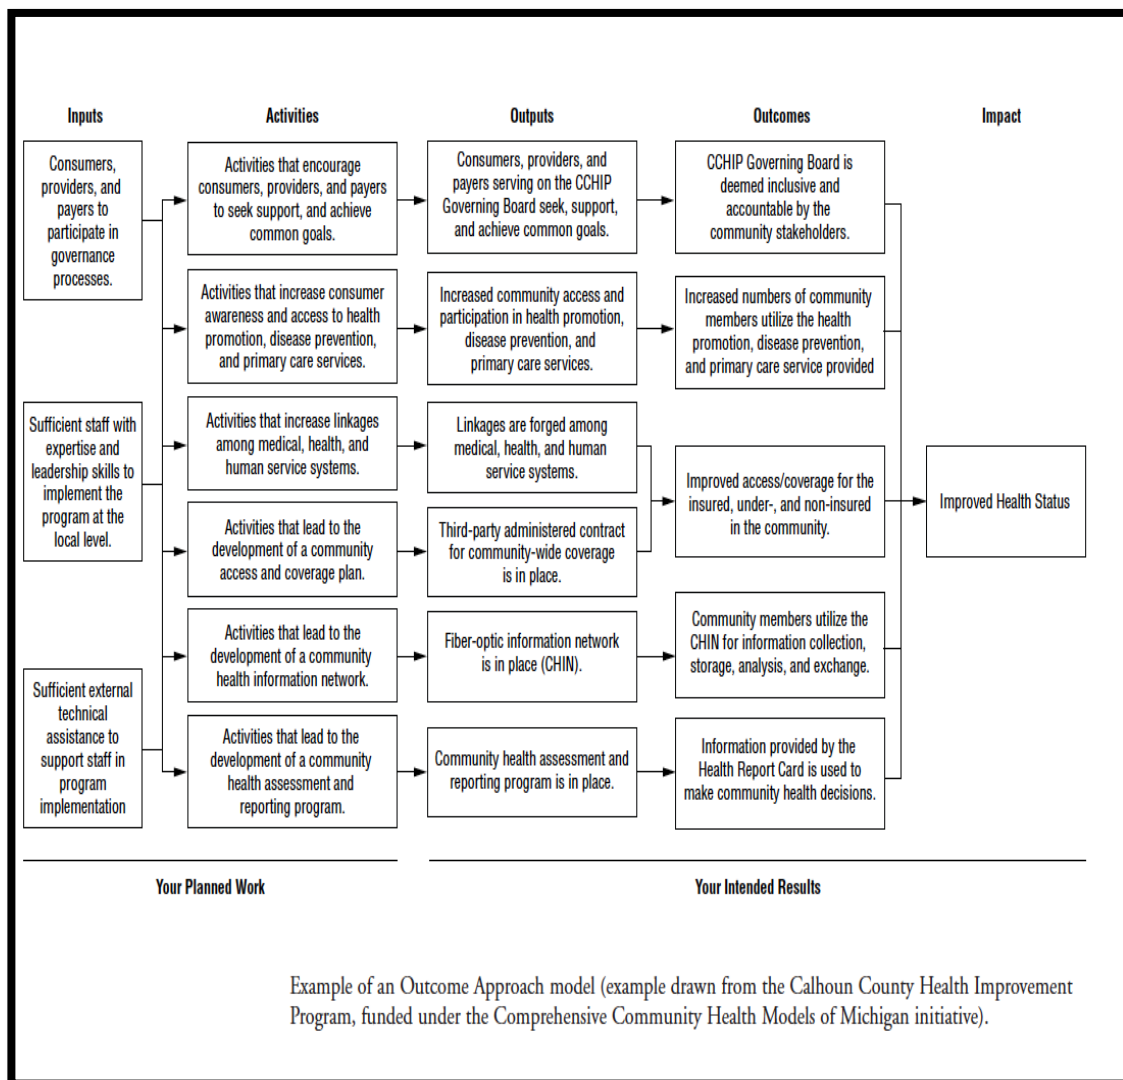 Inputs
Activities
Outputs
Outcomes
Impact
Consumers,
providers, and
payers to
participate in
governance
processes.
Sufficient staff with
expertise and
leadership skills to
implement the
program at the
local level.
Sufficient external
technical
assistance to
support staff in
program
implementation
Activities that encourage
consumers, providers, and payers
to seek support, and achieve
common goals.
Activities that increase consumer
awareness and access to health
promotion, disease prevention,
and primary care services.
Activities that increase linkages
among medical, health, and
human service systems.
Activities that lead to the
development of a community
access and coverage plan.
Activities that lead to the
development of a community
health information network.
Activities that lead to the
development of a community
health assessment and
reporting program.
Consumers, providers, and
payers serving on the CCHIP
Governing Board seek, support,
and achieve common goals.
Increased community access and
participation in health promotion,
disease prevention, and
primary care services.
Linkages are forged among
medical, health, and human
service systems.
Third-party administered contract
for community-wide coverage
is in place.
Fiber-optic information network
is in place (CHIN).
Community health assessment and
reporting program is in place.
CCHIP Governing Board is
deemed inclusive and
accountable by the
community stakeholders.
Increased numbers of community
members utilize the health
promotion, disease prevention,
and primary care service provided
Improved access/coverage for the
insured, under-, and non-insured
in the community.
Community members utilize the
CHIN for information collection,
storage, analysis, and exchange.
Information provided by the
Health Report Card is used to
make community health decisions.
Improved Health Status
Your Planned Work
Your Intended Results
Example of an Outcome Approach model (example drawn from the Calhoun County Health Improvement
Program, funded under the Comprehensive Community Health Models of Michigan initiative).